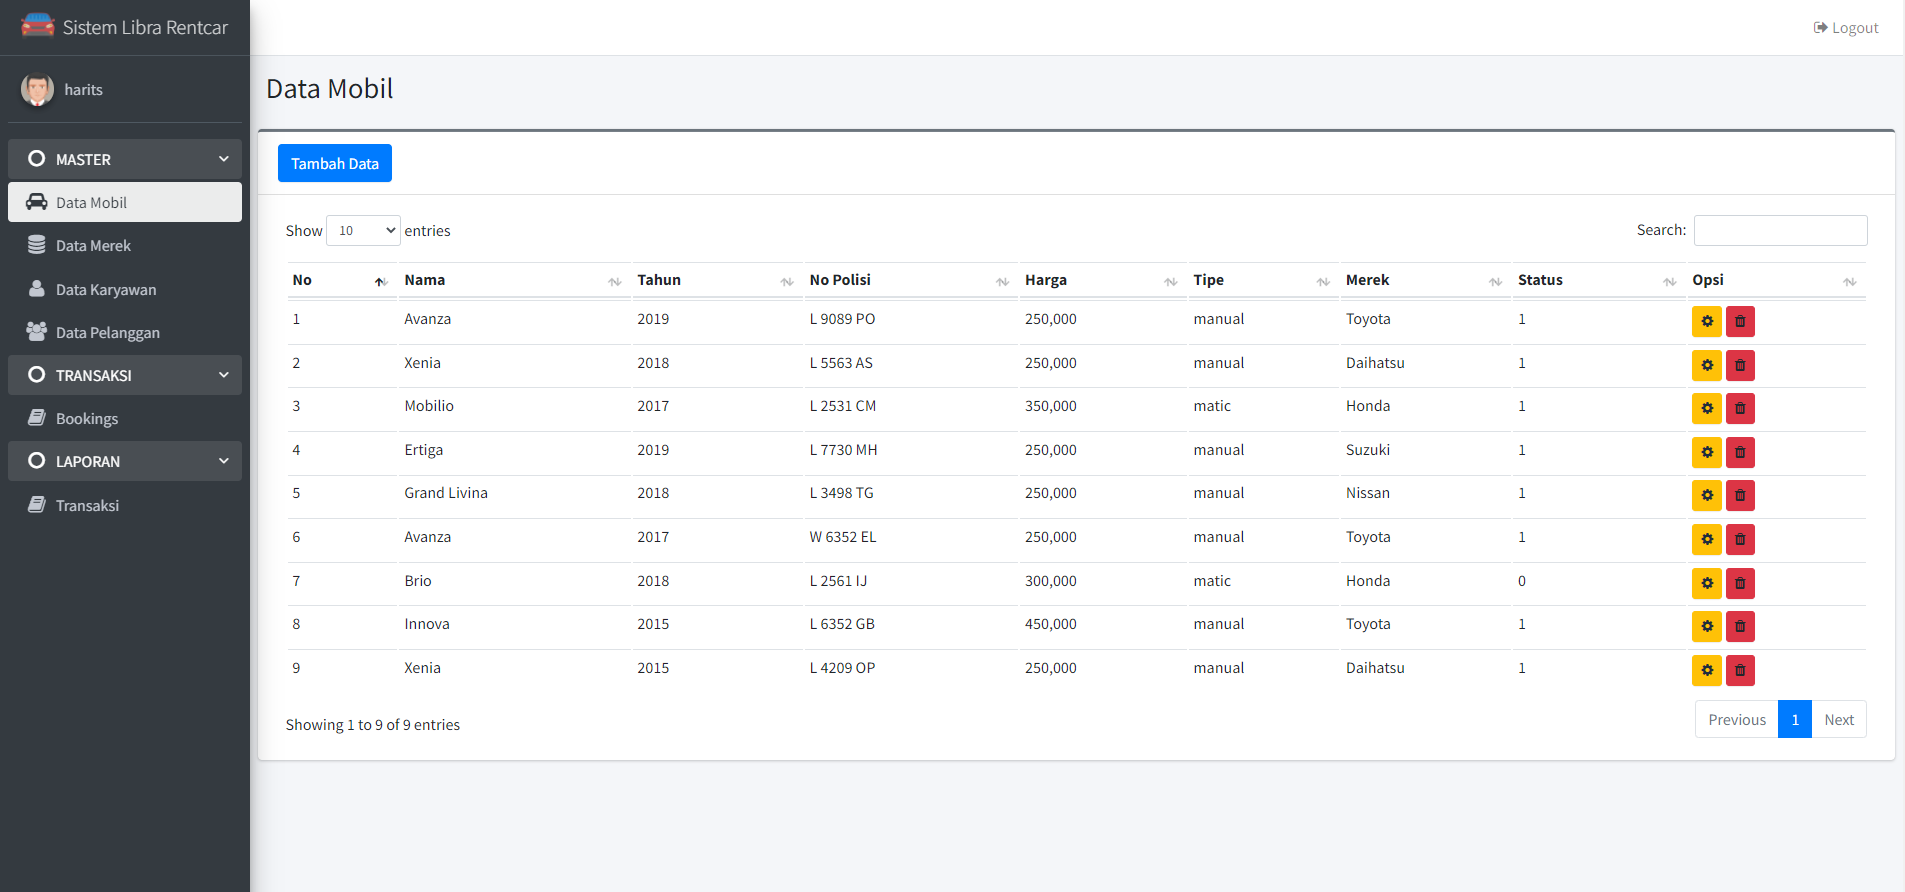 Sistem Libra Rentcar
Logout
harits
Data Mobil
MASTER
Data Mobil
Data Merek
Data Karyawan
Data Pelanggan
TRANSAKSI
Bookings
LAPORAN
Transaksi
Tambah Data
Show 10 entries
Search:
No Nama Tahun No Polisi Harga Tipe Merek Status Opsi
1 Avanza 2019 L 9089 PO 250,000 manual Toyota 1
2 Xenia 2018 L 5563 AS 250,000 manual Daihatsu 1
3 Mobilio 2017 L 2531 CM 350,000 matic Honda 1
4 Ertiga 2019 L 7730 MH 250,000 manual Suzuki 1
5 Grand Livina 2018 L 3498 TG 250,000 manual Nissan 1
6 Avanza 2017 W 6352 EL 250,000 manual Toyota 1
7 Brio 2018 L 2561 IJ 300,000 matic Honda 0
8 Innova 2015 L 6352 GB 450,000 manual Toyota 1
9 Xenia 2015 L 4209 OP 250,000 manual Daihatsu 1
Showing 1 to 9 of 9 entries
Previous 1 Next